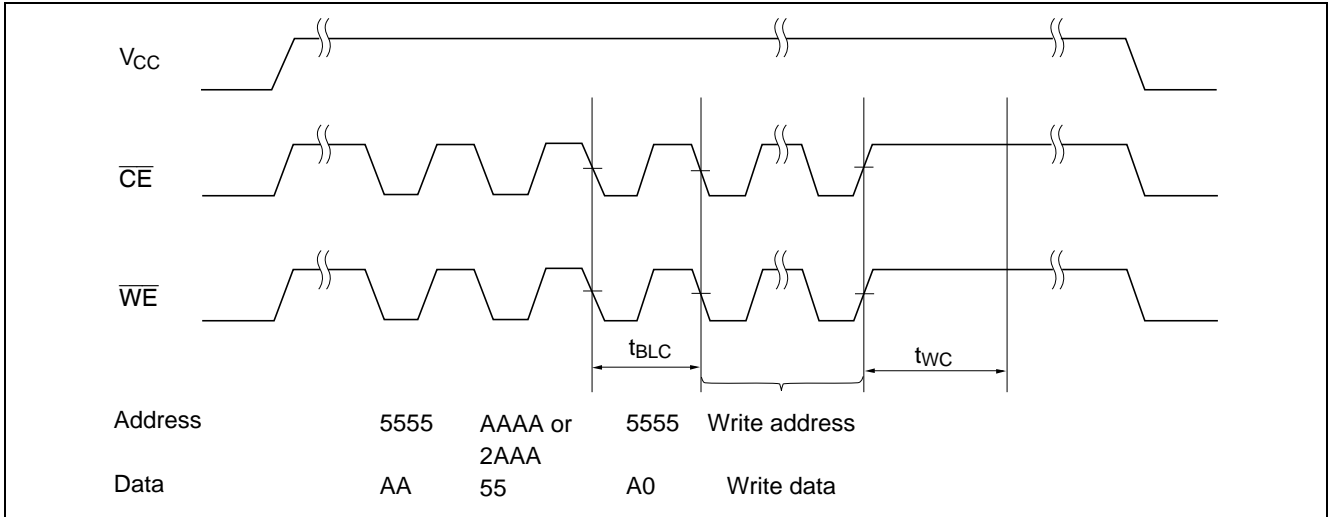 VCC
CE
WE
tBLC
tWC
Address 5555 AAAA or 5555 Write address
2AAA
Data AA 55 A0 Write data